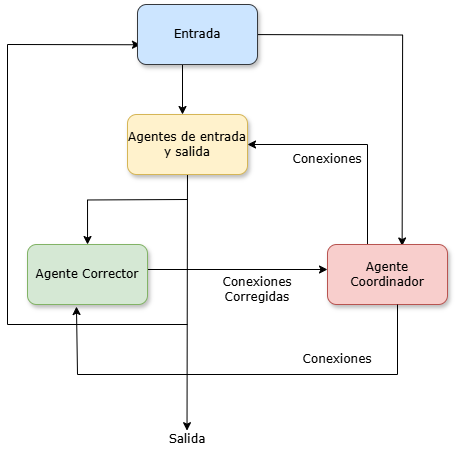 Entrada
Agentes de entrada
y salida
Conexiones
Agente Corrector
Conexiones
Corregidas
Agente
Coordinador
Conexiones
Salida